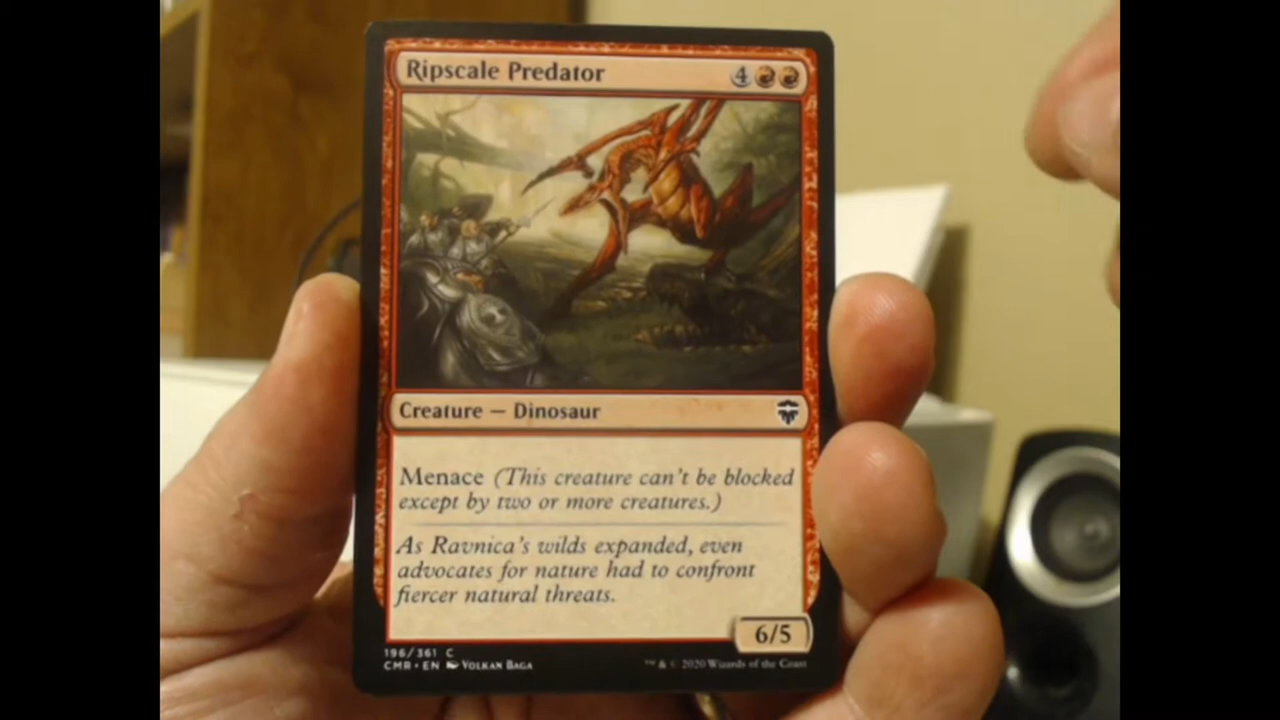 Ripscale Predator 4
Creature — Dinosaur
Menace (This creature can't be blocked
except by two or more creatures.)
As Ravnica's wilds expanded, even
advocates for nature had to confront
fiercer natural threats.
6/5
196/361 C
CMR • EN Volkan Baga
™ & © 2020 Wizards of the Coast